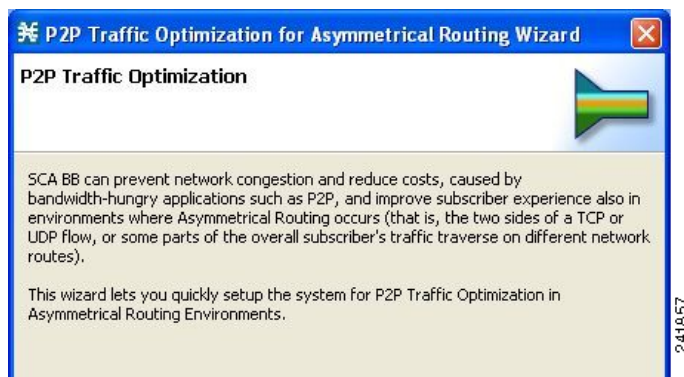 P2P Traffic Optimization for Asymmetrical Routing Wizard
P2P Traffic Optimization
SCA BB can prevent network congestion and reduce costs, caused by
bandwidth-hungry applications such as P2P, and improve subscriber experience also in
environments where Asymmetrical Routing occurs (that is, the two sides of a TCP or
UDP flow, or some parts of the overall subscriber's traffic traverse on different network
routes).
This wizard lets you quickly setup the system for P2P Traffic Optimization in
Asymmetrical Routing Environments.
241857